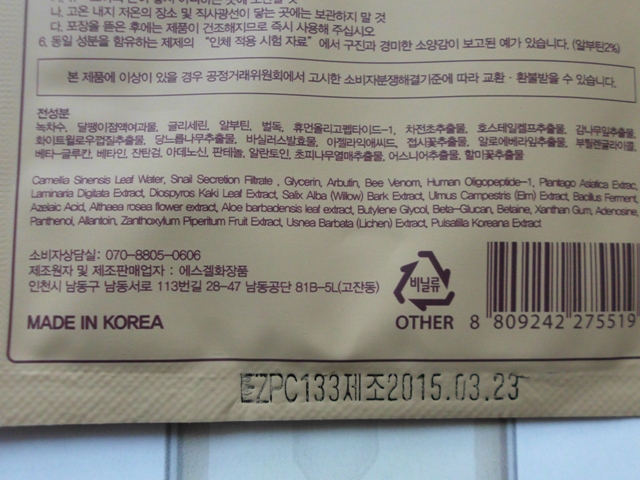 나. 고온 내지 저온의 장소 및 직사광선이 닿는 곳에는 보관하지 말 것
다. 포장을 뜯은 후에는 제품이 건조해지므로 즉시 사용해 주십시오
6. 동일 성분을 함유하는 제제의 "인체 적용 시험 자료" 에서 구진과 경미한 소양감이 보고된 예가 있습니다. (알부틴2%)
본 제품에 이상이 있을 경우 공정거래위원회에서 고시한 소비자분쟁해결기준에 따라 교환 · 환불받을 수 있습니다.
전성분
녹차수, 달팽이점액여과물, 글리세린, 알부틴, 벌독, 휴먼올리고펩타이드-1, 차전초추출물, 호스테일켈프추출물, 감나무잎추출물,
화이트윌로우껍질추출물, 당느릅나무추출물, 바실러스발효물, 아젤라익애씨드, 접시꽃추출물, 알로에베라잎추출물, 부틸렌글라이콜,
베타-글루칸, 베타인, 잔탄검, 아데노신, 판테놀, 알란토인, 초피나무열매추출물, 어스니어추출물, 할미꽃추출물
Camellia Sinensis Leaf Water, Snail Secretion Filtrate , Glycerin, Arbutin, Bee Venom, Human Oligopeptide-1, Plantago Asiatica Extract,
Laminaria Digitata Extract, Diospyros Kaki Leaf Extract, Salix Alba (Willow) Bark Extract, Ulmus Campestris (Elm) Extract, Bacillus Ferment,
Azelaic Acid, Althaea rosea flower extract, Aloe barbadensis leaf extract, Butylene Glycol, Beta-Glucan, Betaine, Xanthan Gum, Adenosine,
Panthenol, Allantoin, Zanthoxylum Piperitum Fruit Extract, Usnea Barbata (Lichen) Extract, Pulsatilla Koreana Extract
소비자상담실: 070-8805-0606
제조원자 및 제조판매업자 : 에스겔화장품
인천시 남동구 남동서로 113번길 28-47 남동공단 81B-5L(고잔동)
비닐류
MADE IN KOREA
OTHER
8 809242 275519
EZPC133제조2015.03.23